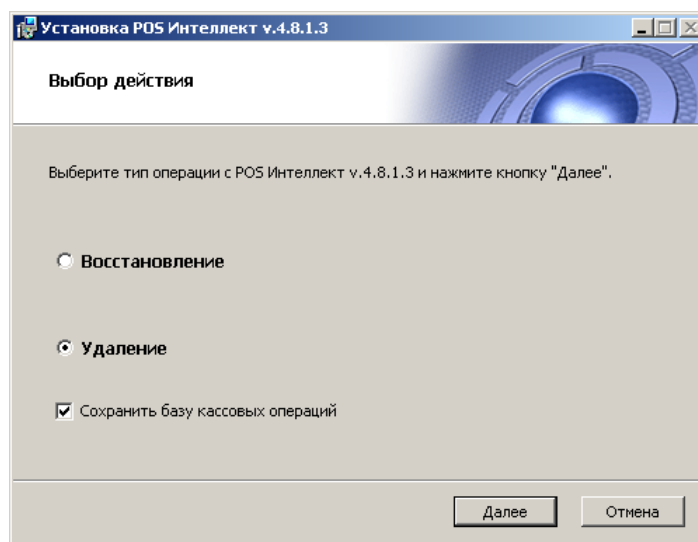 Установка POS Интеллект v.4.8.1.3
Выбор действия
Выберите тип операции с POS Интеллект v.4.8.1.3 и нажмите кнопку "Далее".
Восстановление
Удаление
Сохранить базу кассовых операций
Далее
Отмена